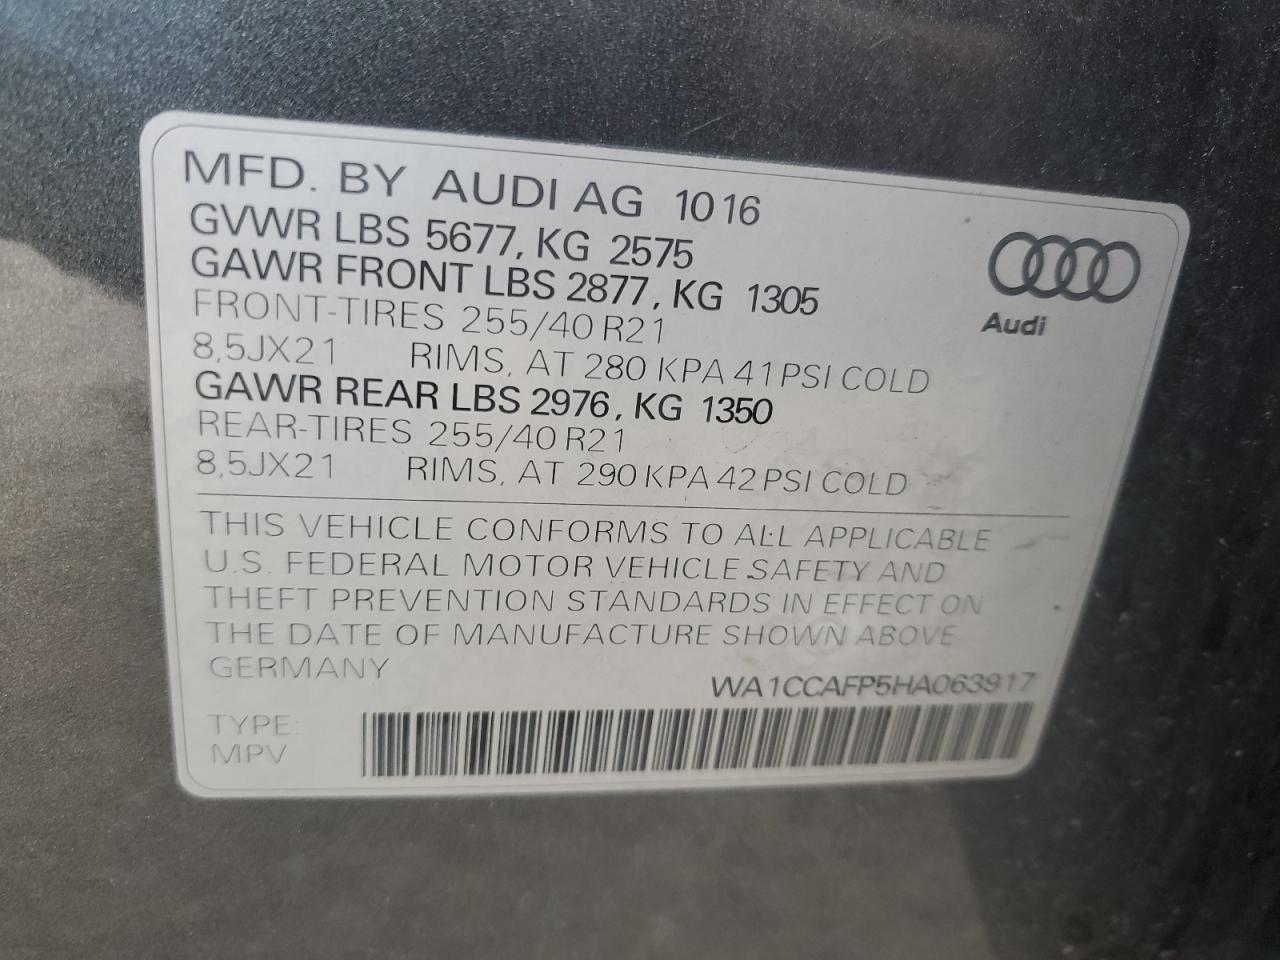 MFD. BY AUDI AG 10 16
GVWR LBS 5677, KG 2575
GAWR FRONT LBS 2877, KG 1305
FRONT-TIRES 255/40 R21
8,5JX21 RIMS, AT 280 KPA 41 PSI COLD
GAWR REAR LBS 2976, KG 1350
REAR-TIRES 255/40 R21
8,5JX21 RIMS, AT 290 KPA 42 PSI COLD
Audi
THIS VEHICLE CONFORMS TO ALL APPLICABLE
U.S. FEDERAL MOTOR VEHICLE SAFETY AND
THEFT PREVENTION STANDARDS IN EFFECT ON
THE DATE OF MANUFACTURE SHOWN ABOVE
GERMANY
WA1CCAFP5HA063917
TYPE:
MPV